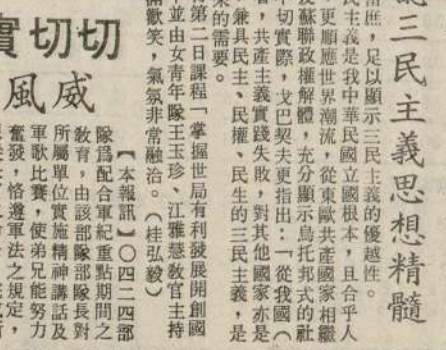 三民主義思想精髓
足以顯示三民主義的優越性。
民主義是我中華民國立國根本，且合乎人
更順應世界潮流，從東歐共產國家相繼
及蘇聯政權解體，充分顯示烏托邦式的社
切實際，戈巴契夫更指出：「從我國（
，共產主義實踐失敗，對其他國家亦是
兼具民主、民權、民生的三民主義，是
來的需要。
第二日課程「掌握世局有利發展開創國
並由女青年隊王玉珍、江雅慧教官主持
歡笑，氣氛非常融洽。（桂弘毅）
切切實
威風
【本報訊】〇四二四部
隊為配合軍紀重點期間之
教育，由該部隊部隊長對
所屬單位實施精神講話及
軍歌比賽，使弟兄能努力
奮發，恪遵軍法之規定，